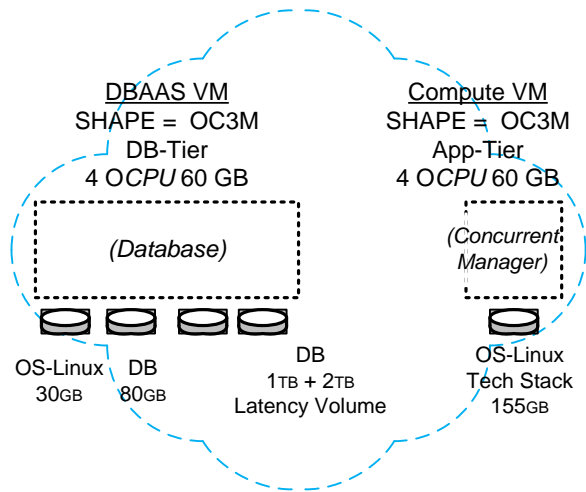 DBAAS VM
SHAPE = OC3M
DB-Tier
4 OCPU 60 GB
(Database)
OS-Linux
30GB
DB
80GB
DB
1TB + 2TB
Latency Volume
Compute VM
SHAPE = OC3M
App-Tier
4 OCPU 60 GB
(Concurrent
Manager)
OS-Linux
Tech Stack
155GB